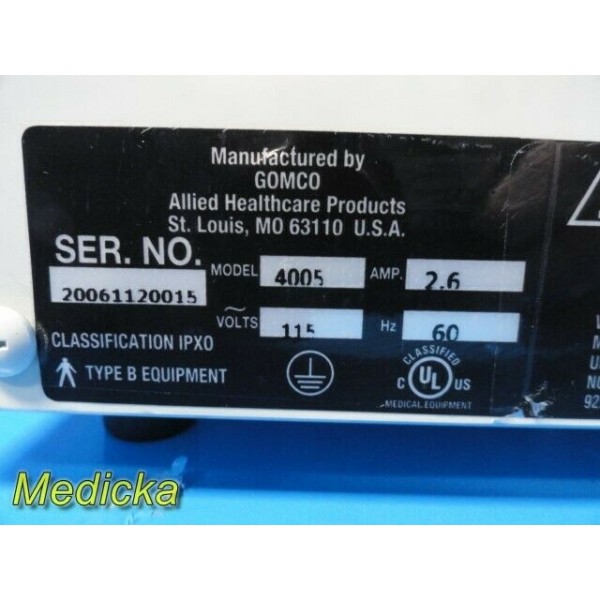 Manufactured by
GOMCO
Allied Healthcare Products
St. Louis, MO 63110 U.S.A.
SER. NO.
20061120015
MODEL 4005 AMP. 2.6
~
VOLTS 115 Hz 60
CLASSIFICATION IPXO
TYPE B EQUIPMENT
CLASSIFIED
C UL US
MEDICAL EQUIPMENT
Medicka